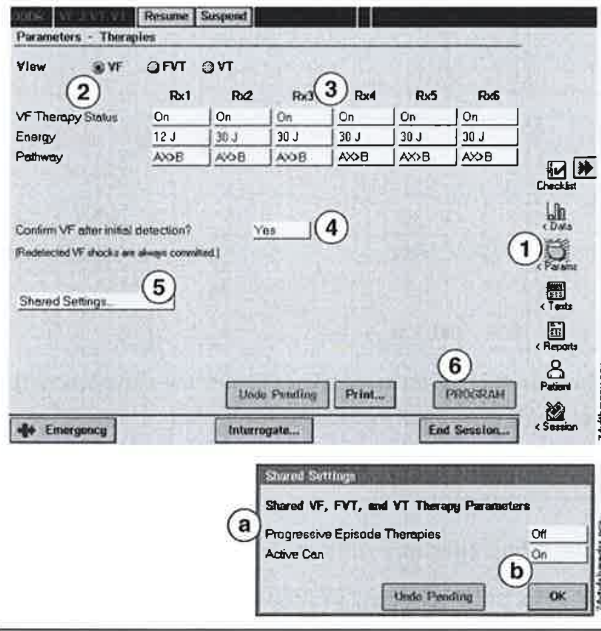 Resume Suspend
Parameters - Therapies
View VF FVT VT
2 3
Rx1 Rx2 Rx3 Rx4 Rx5 Rx6
VF Therapy Status On On On On On On
Energy 12 J 30 J 30 J 30 J 30 J 30 J
Pathway AX>B AX>B AX>B AX>B AX>B AX>B
Checklist
< Data
Confirm VF after initial detection? Yes 4
(Redetected VF shocks are always committed.)
1
< Params
5
Shared Settings...
< Tests
< Reports
6
Undo Pending Print... PROGRAM
Patient
Emergency Interrogate... End Session...
< Session
Shared Settings
Shared VF, FVT, and VT Therapy Parameters
a
Progressive Episode Therapies Off
Active Can On
b
Undo Pending OK